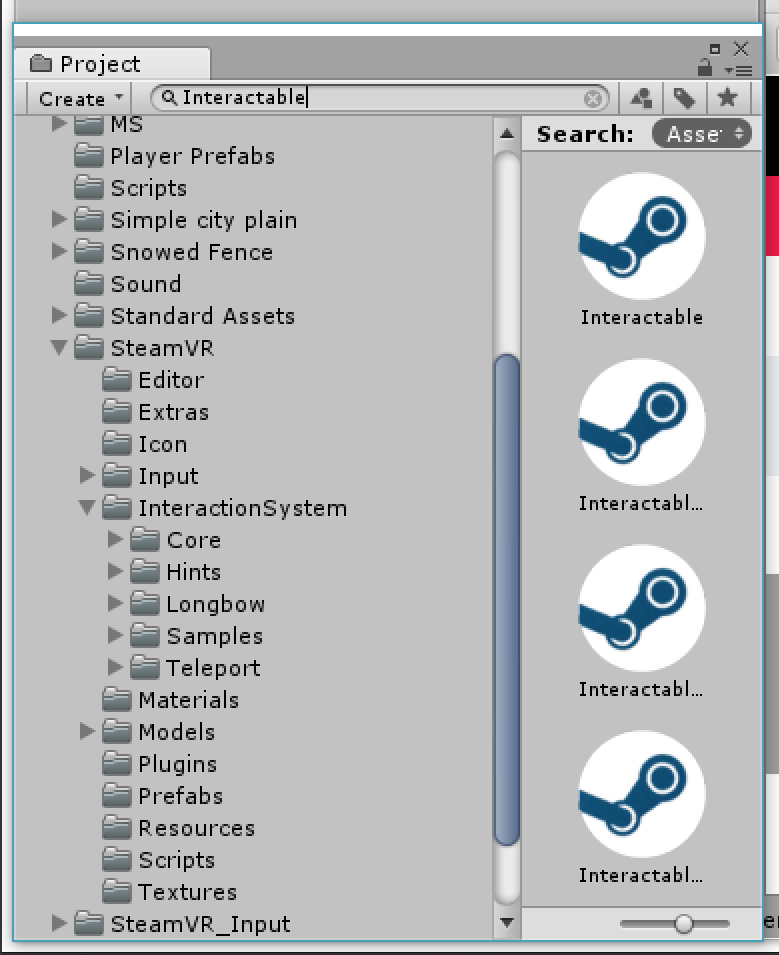 Project
Create
Interactable
MS
Player Prefabs
Scripts
Simple city plain
Snowed Fence
Sound
Standard Assets
SteamVR
Editor
Extras
Icon
Input
InteractionSystem
Core
Hints
Longbow
Samples
Teleport
Materials
Models
Plugins
Prefabs
Resources
Scripts
Textures
SteamVR_Input
Search: Asse
Interactable
Interactabl...
Interactabl...
Interactabl...